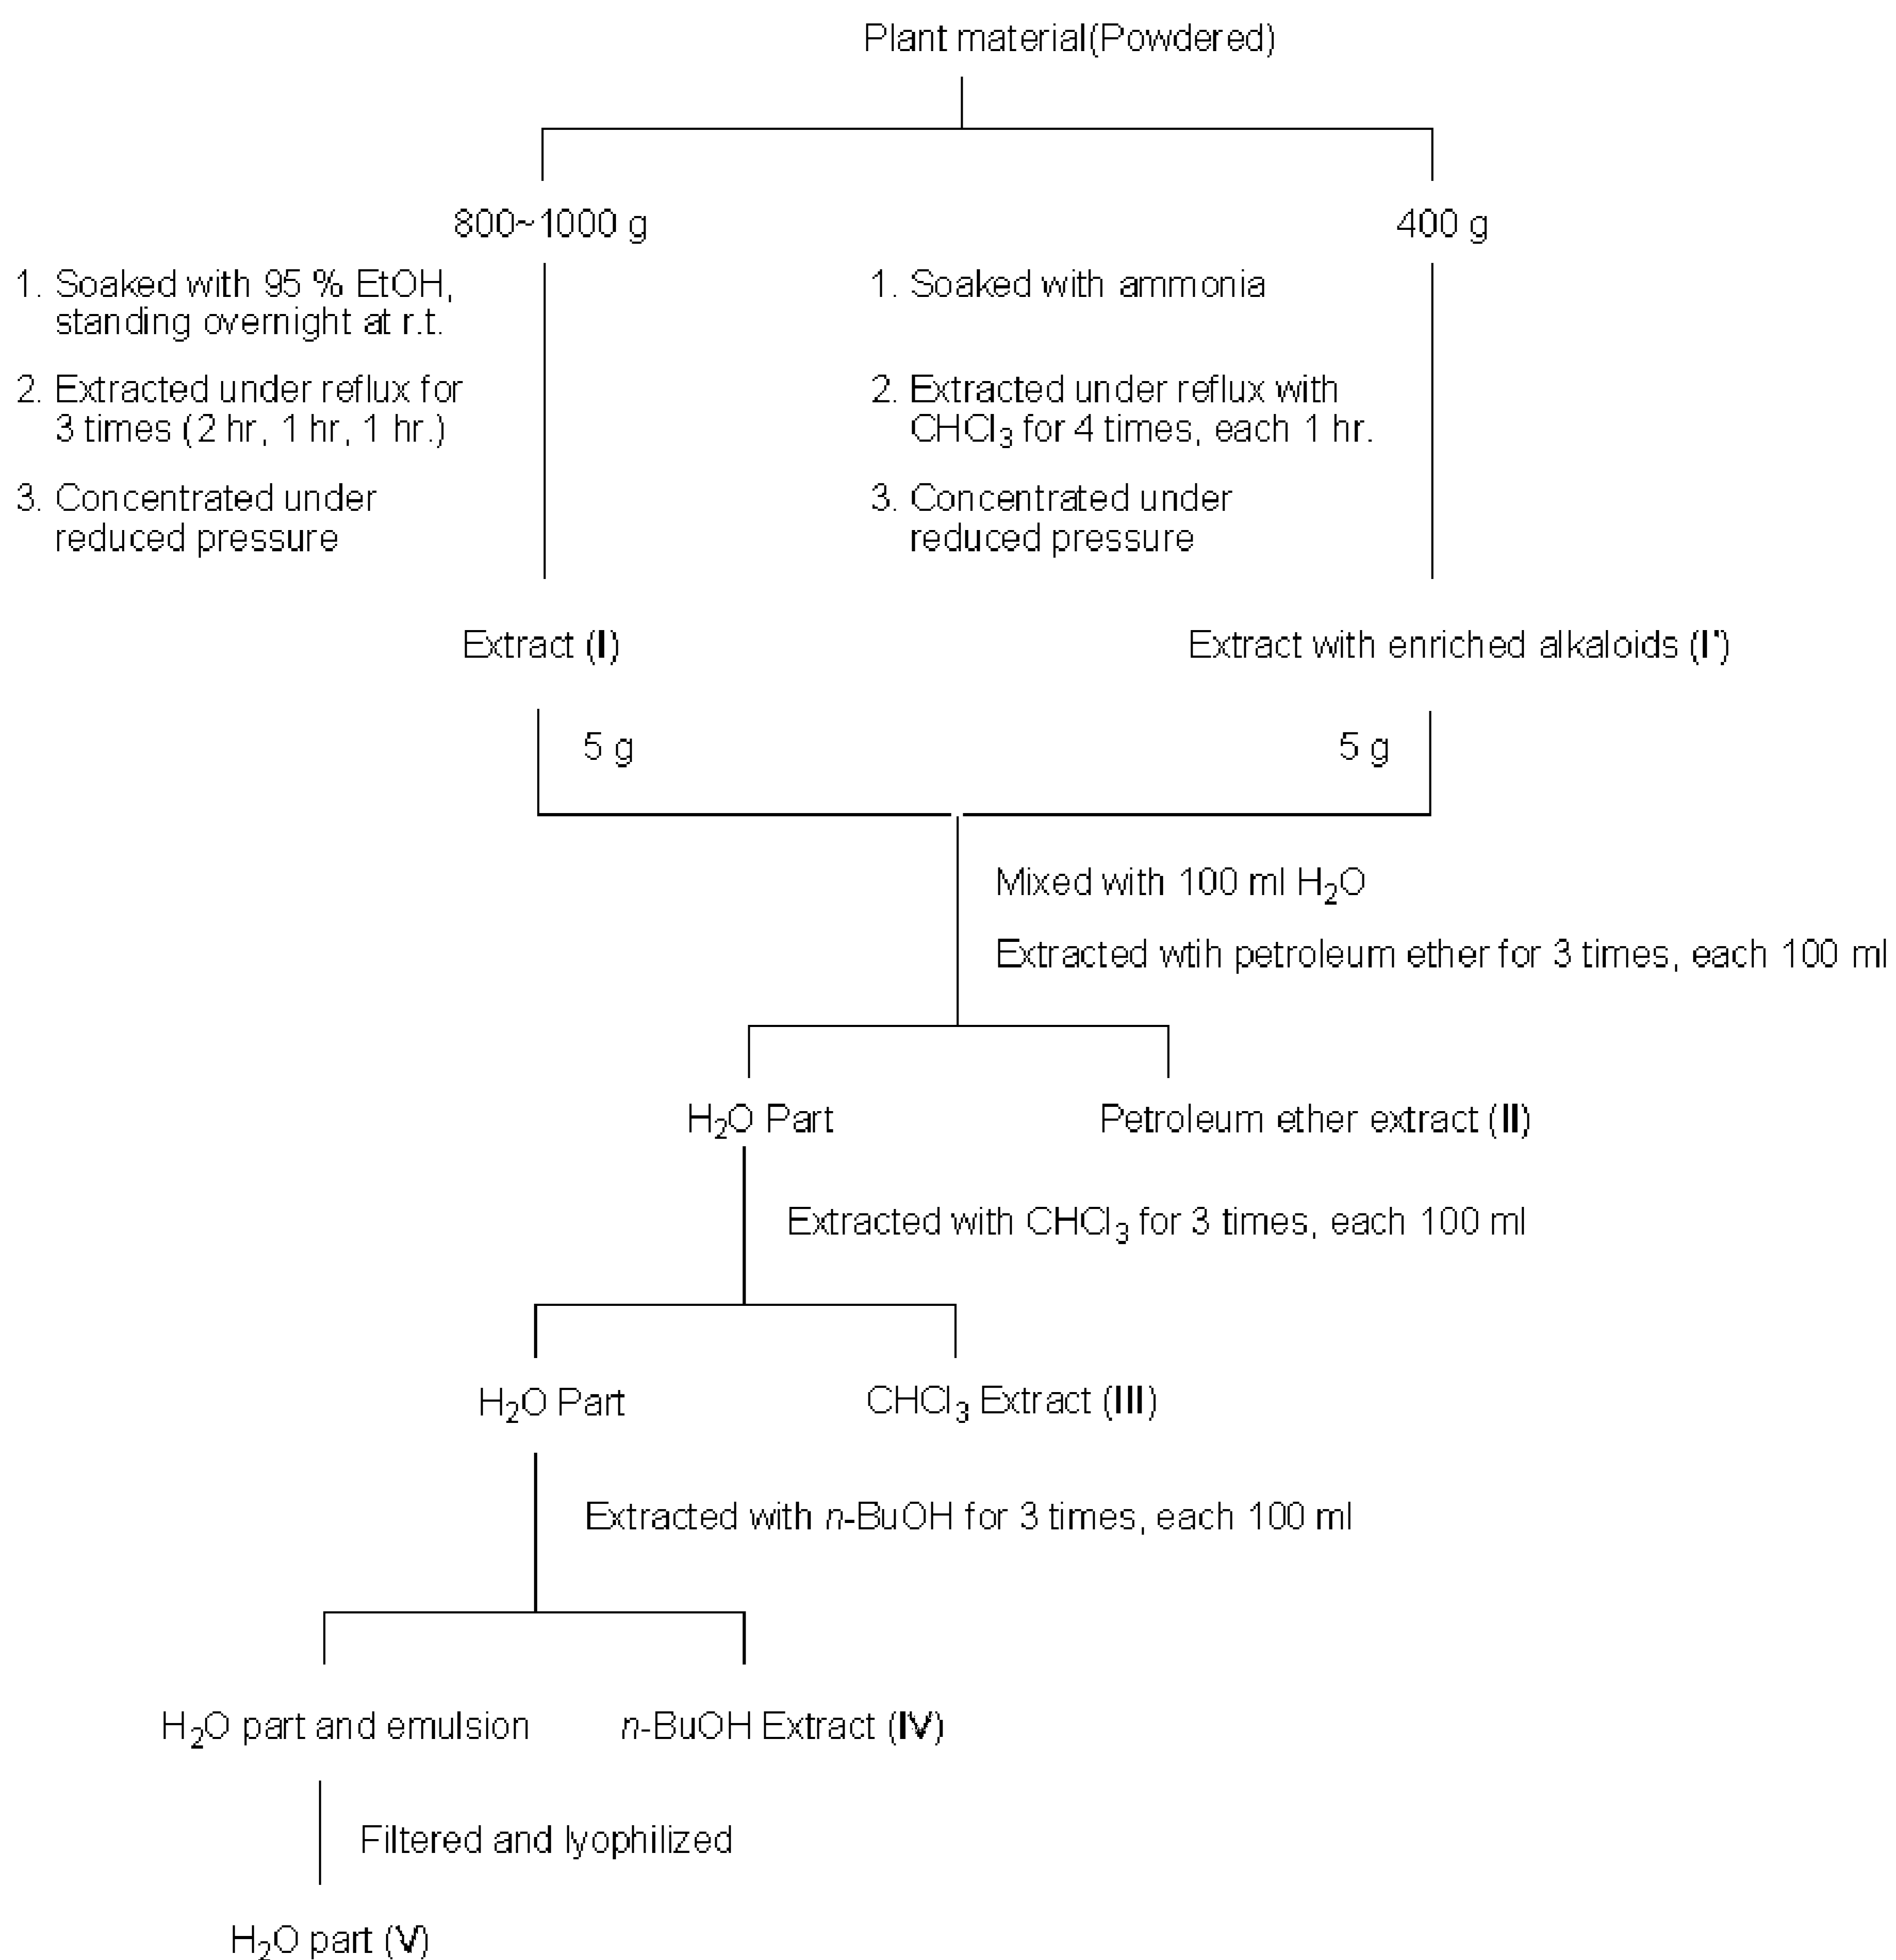 Plant material(Powdered)
800~1000 g
400 g
1. Soaked with 95 % EtOH,
standing overnight at r.t.
2. Extracted under reflux for
3 times (2 hr, 1 hr, 1 hr.)
3. Concentrated under
reduced pressure
1. Soaked with ammonia
2. Extracted under reflux with
CHCl₃ for 4 times, each 1 hr.
3. Concentrated under
reduced pressure
Extract (I)
Extract with enriched alkaloids (I')
5 g
5 g
Mixed with 100 ml H₂O
Extracted wtih petroleum ether for 3 times, each 100 ml
H₂O Part
Petroleum ether extract (II)
Extracted with CHCl₃ for 3 times, each 100 ml
H₂O Part
CHCl₃ Extract (III)
Extracted with n-BuOH for 3 times, each 100 ml
H₂O part and emulsion
n-BuOH Extract (IV)
Filtered and lyophilized
H₂O part (V)